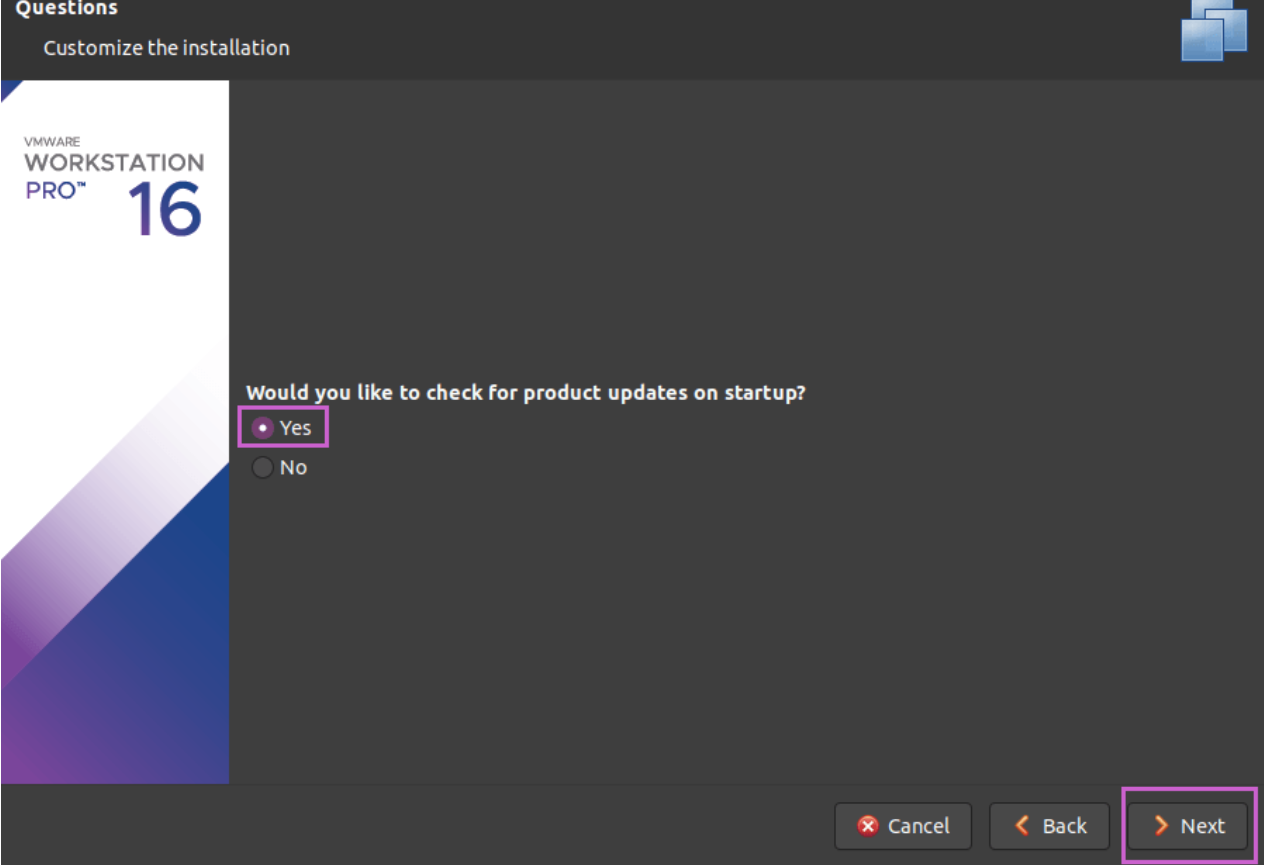 Questions
Customize the installation
VMWARE
WORKSTATION
PRO™ 16
Would you like to check for product updates on startup?
Yes
No
Cancel
Back
Next